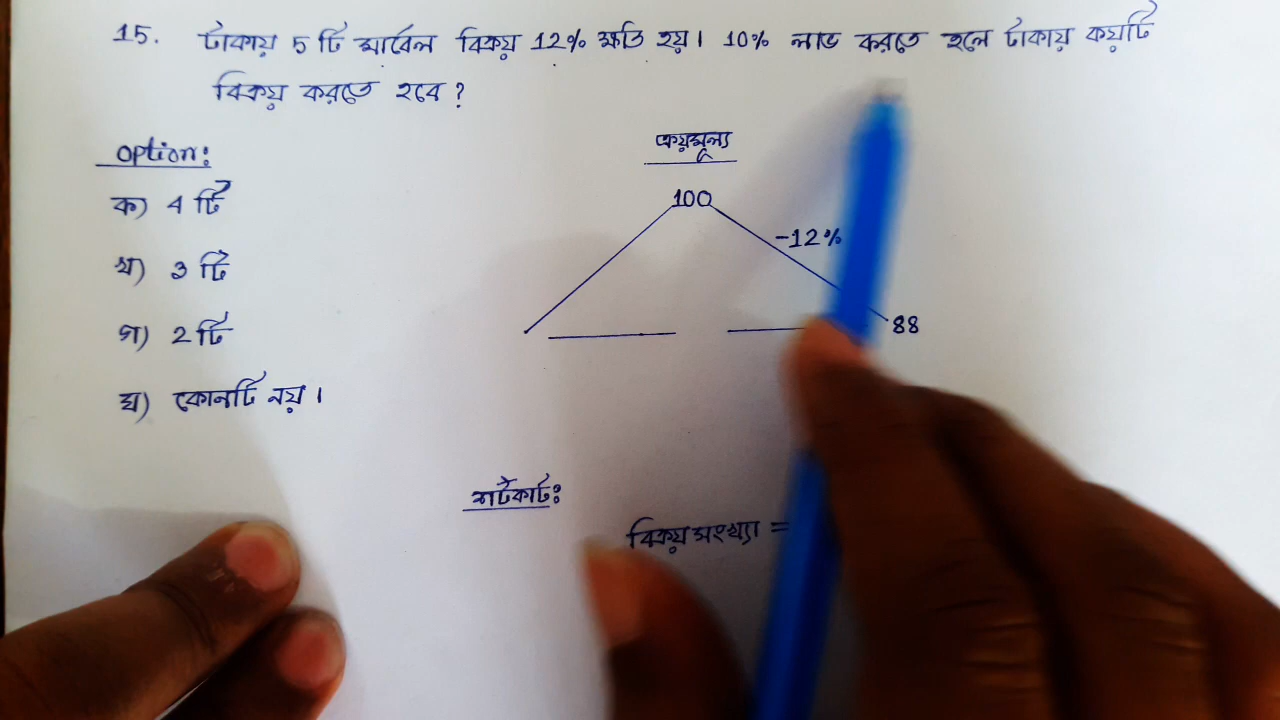 15. টাকায় 5 টি মার্বেল বিক্রয় 12% ক্ষতি হয়। 10% লাভ করতে হলে টাকায় কয়টি
বিক্রয় করতে হবে?
option:
ক) 4 টি
খ) 3 টি
গ) 2 টি
ঘ) কোনটি নয়।
ক্রয়মূল্য
100
-12%
88
শর্টকাট:
বিক্রয় সংখ্যা =